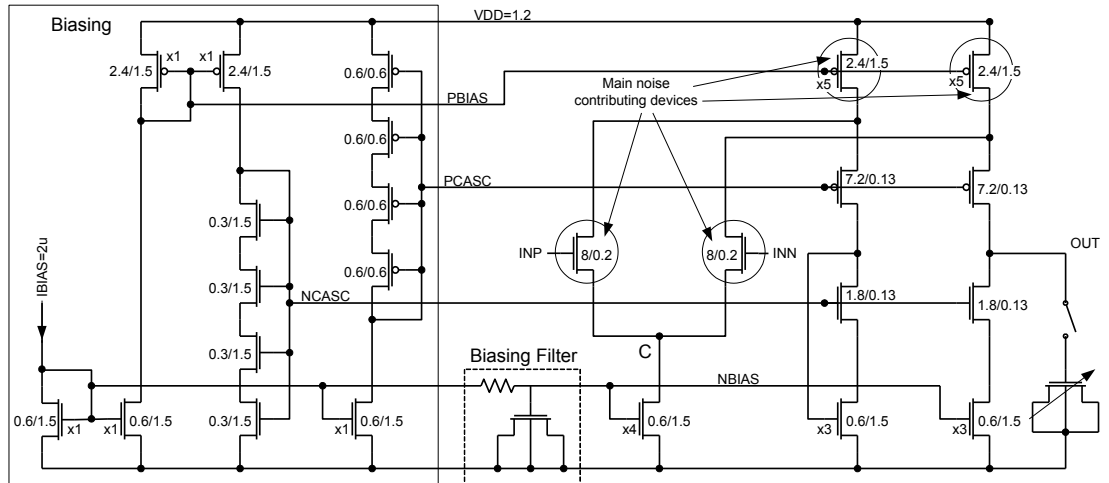 Biasing
VDD=1.2
x1
x1
2.4/1.5
2.4/1.5
0.6/0.6
Main noise
contributing devices
2.4/1.5
x5
2.4/1.5
x5
PBIAS
0.6/0.6
PCASC
0.6/0.6
7.2/0.13
7.2/0.13
0.3/1.5
IBIAS=2u
0.6/0.6
INP
8/0.2
8/0.2
INN
OUT
0.3/1.5
NCASC
1.8/0.13
1.8/0.13
0.3/1.5
C
Biasing Filter
NBIAS
0.6/1.5
x1
x1
0.6/1.5
0.3/1.5
x1
0.6/1.5
x4
0.6/1.5
x3
0.6/1.5
x3
0.6/1.5